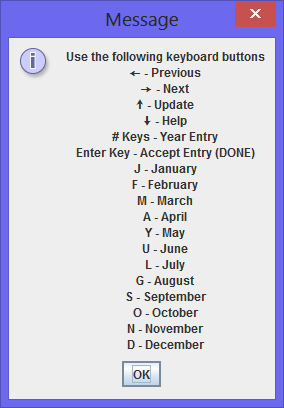 Message
Use the following keyboard buttons
← - Previous
→ - Next
↑ - Update
↓ - Help
# Keys - Year Entry
Enter Key - Accept Entry (DONE)
J - January
F - February
M - March
A - April
Y - May
U - June
L - July
G - August
S - September
O - October
N - November
D - December
OK